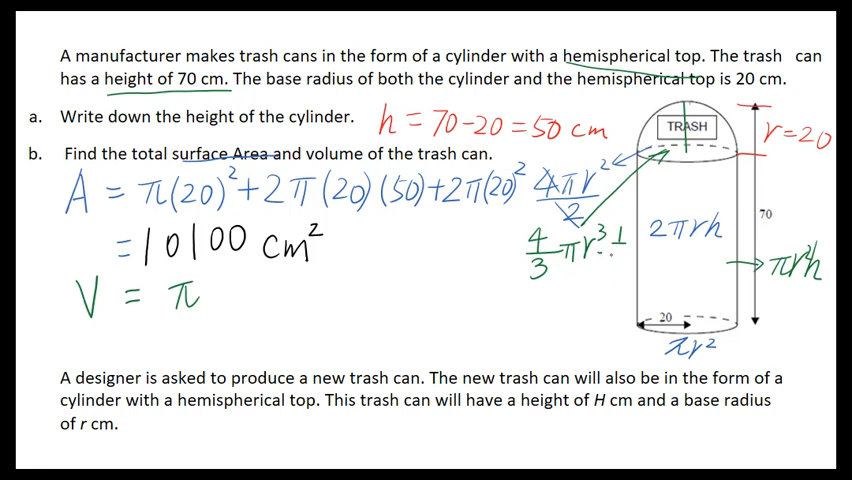 A manufacturer makes trash cans in the form of a cylinder with a hemispherical top. The trash can
has a height of 70 cm. The base radius of both the cylinder and the hemispherical top is 20 cm.
a. Write down the height of the cylinder. h = 70-20 = 50 cm
TRASH
r=20
b. Find the total surface Area and volume of the trash can.
A = π(20)² + 2π(20)(50) + 2π(20)² 4πr²/2
= 10100 cm²
4/3 πr³ ½
2πrh
70
πr²h
V = π
20
πr²
A designer is asked to produce a new trash can. The new trash can will also be in the form of a
cylinder with a hemispherical top. This trash can will have a height of H cm and a base radius
of r cm.